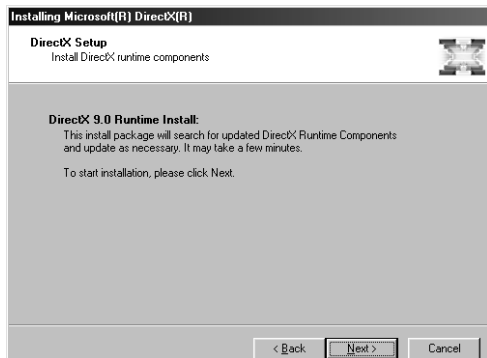 Installing Microsoft(R) DirectX(R)
DirectX Setup
Install DirectX runtime components
DirectX 9.0 Runtime Install:
This install package will search for updated DirectX Runtime Components
and update as necessary. It may take a few minutes.
To start installation, please click Next.
< Back Next > Cancel